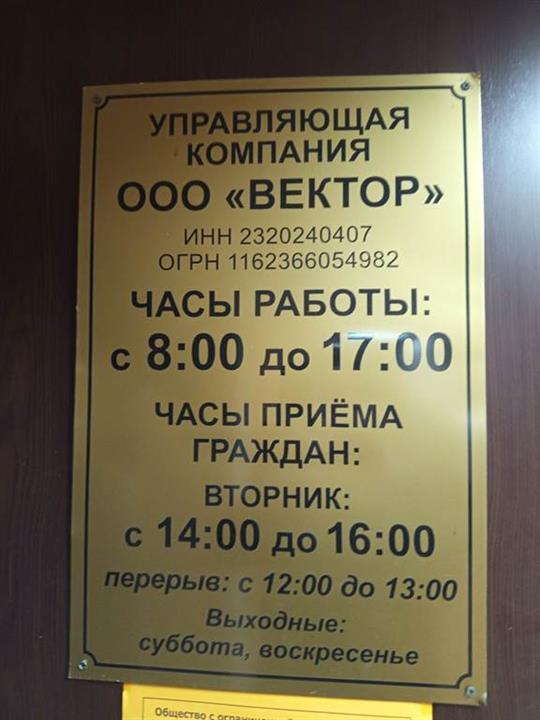 УПРАВЛЯЮЩАЯ
КОМПАНИЯ
ООО «ВЕКТОР»
ИНН 2320240407
ОГРН 1162366054982
ЧАСЫ РАБОТЫ:
с 8:00 до 17:00
ЧАСЫ ПРИЁМА
ГРАЖДАН:
ВТОРНИК:
с 14:00 до 16:00
перерыв: с 12:00 до 13:00
Выходные:
суббота, воскресенье
Общество с